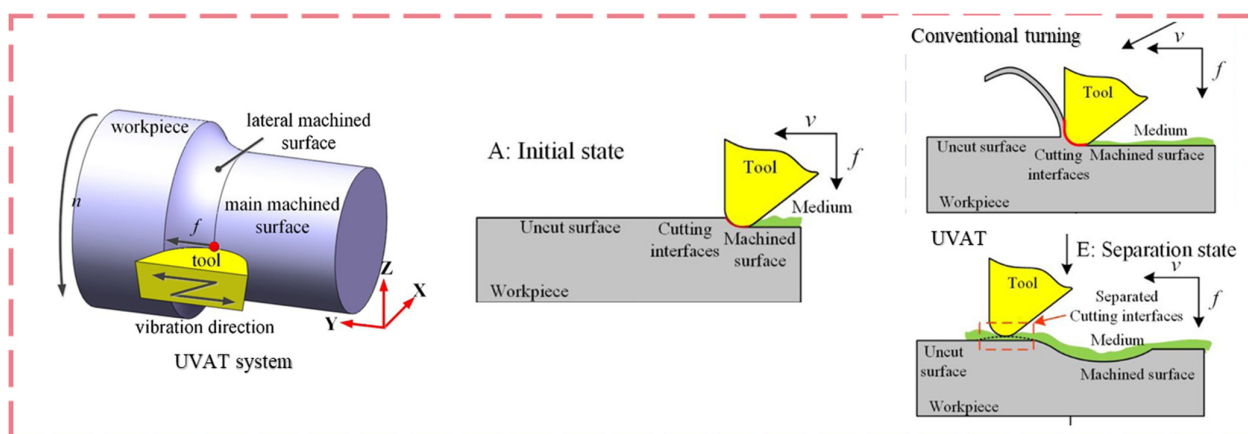 workpiece
lateral machined
surface
n
main machined
surface
f
tool
Z
X
Y
vibration direction
UVAT system
A: Initial state
v
f
Tool
Medium
Uncut surface
Cutting
interfaces
Machined
surface
Workpiece
Conventional turning
v
f
Tool
Medium
Uncut surface
Cutting
interfaces
Machined surface
Workpiece
UVAT
E: Separation state
v
f
Tool
Separated
Cutting interfaces
Medium
Uncut
surface
Machined surface
Workpiece